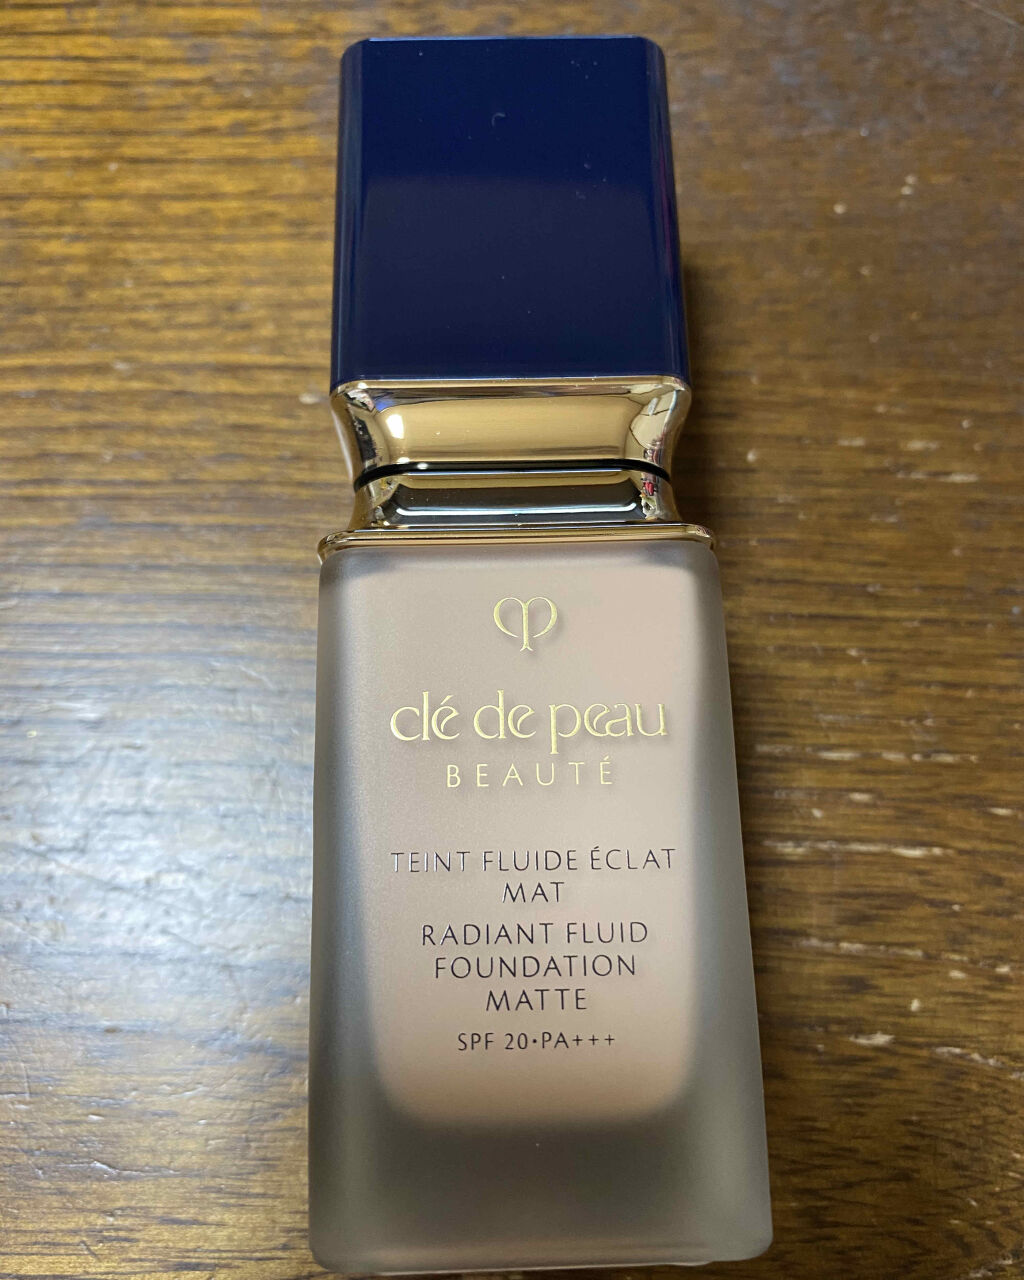 clé de peau
BEAUTÉ
TEINT FLUIDE ÉCLAT
MAT
RADIANT FLUID
FOUNDATION
MATTE
SPF 20•PA+++